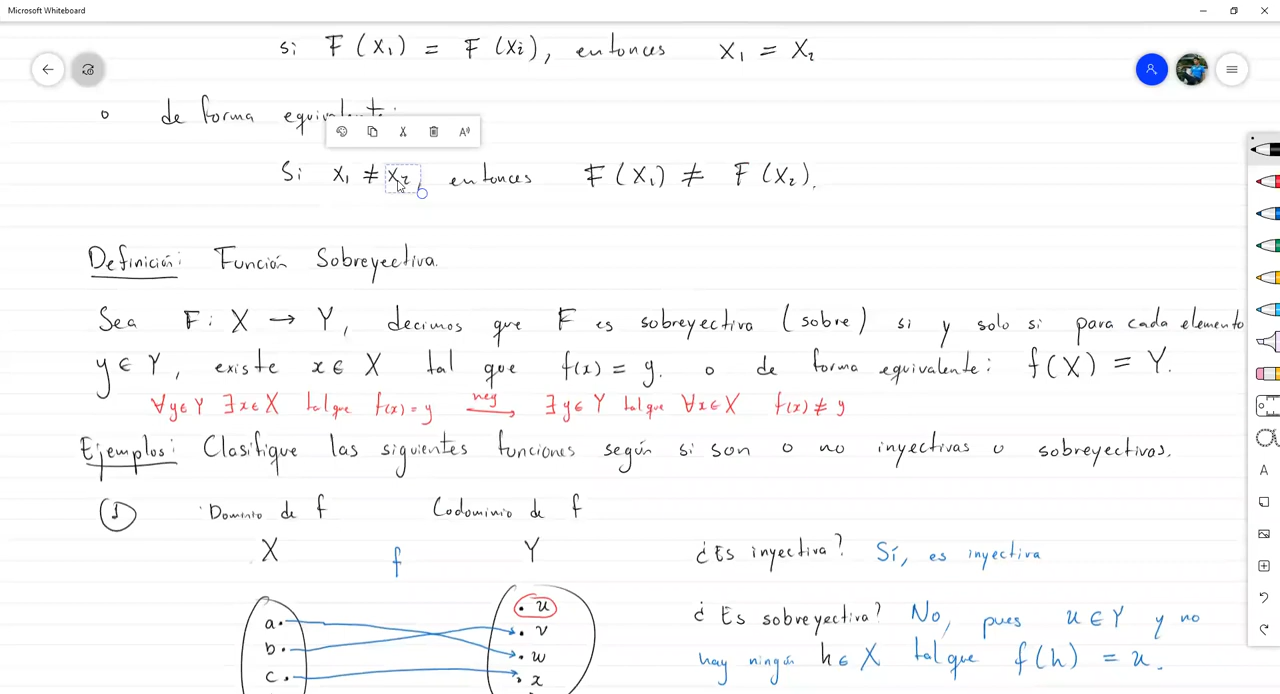 Microsoft Whiteboard
si F(x₁) = F(x₂), entonces x₁ = x₂
o de forma equivalente:
Si x₁ ≠ x₂, entonces F(x₁) ≠ F(x₂).
Definición: Función Sobreyectiva.
Sea F: X → Y, decimos que F es sobreyectiva (sobre) si y solo si para cada elemento
y ∈ Y, existe x ∈ X tal que f(x) = y. o de forma equivalente: f(X) = Y.
∀y∈Y ∃x∈X tal que f(x)=y neg→ ∃y∈Y tal que ∀x∈X f(x)≠y
Ejemplos: Clasifique las siguientes funciones según si son o no inyectivas o sobreyectivas.
① Dominio de f Codominio de f
X f Y
¿Es inyectiva? Sí, es inyectiva
a. b. c.
. u . v . w . x
¿Es sobreyectiva? No, pues u ∈ Y y no
hay ningún h ∈ X tal que f(h) = u.